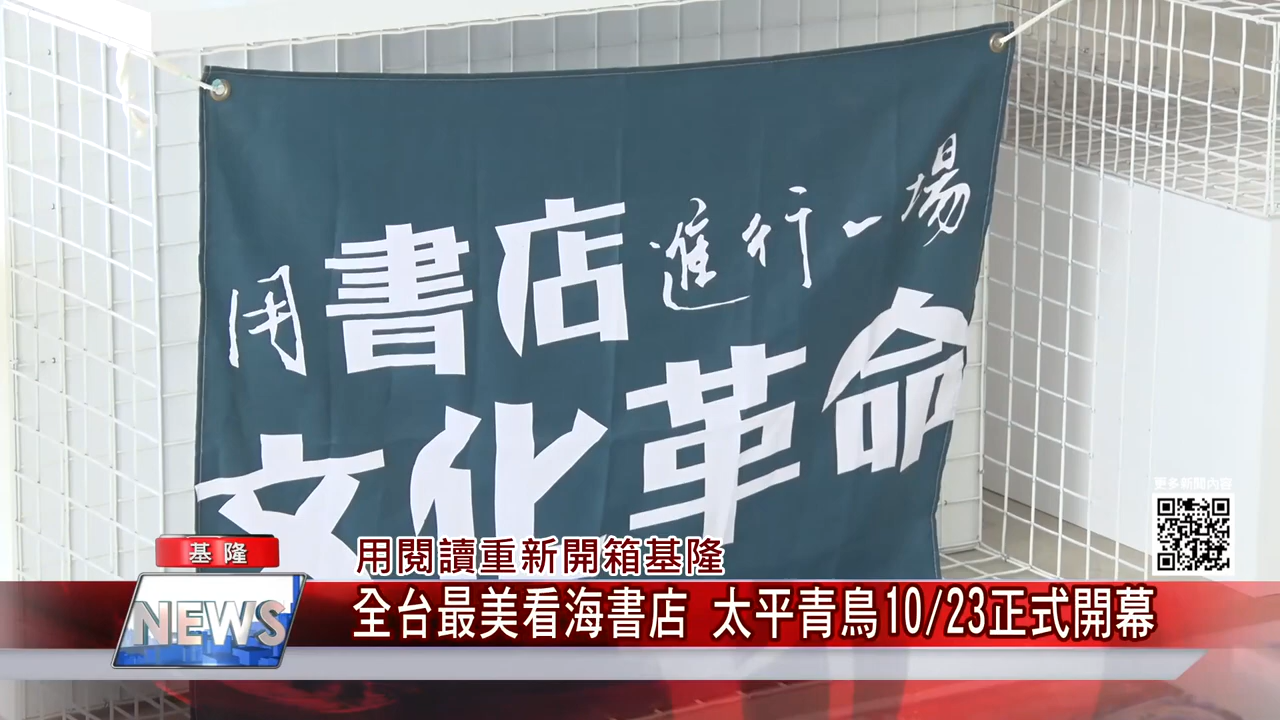 用書店進行一場
文化革命
更多新聞內容
基隆
用閱讀重新開箱基隆
NEWS
全台最美看海書店 太平青鳥10/23正式開幕